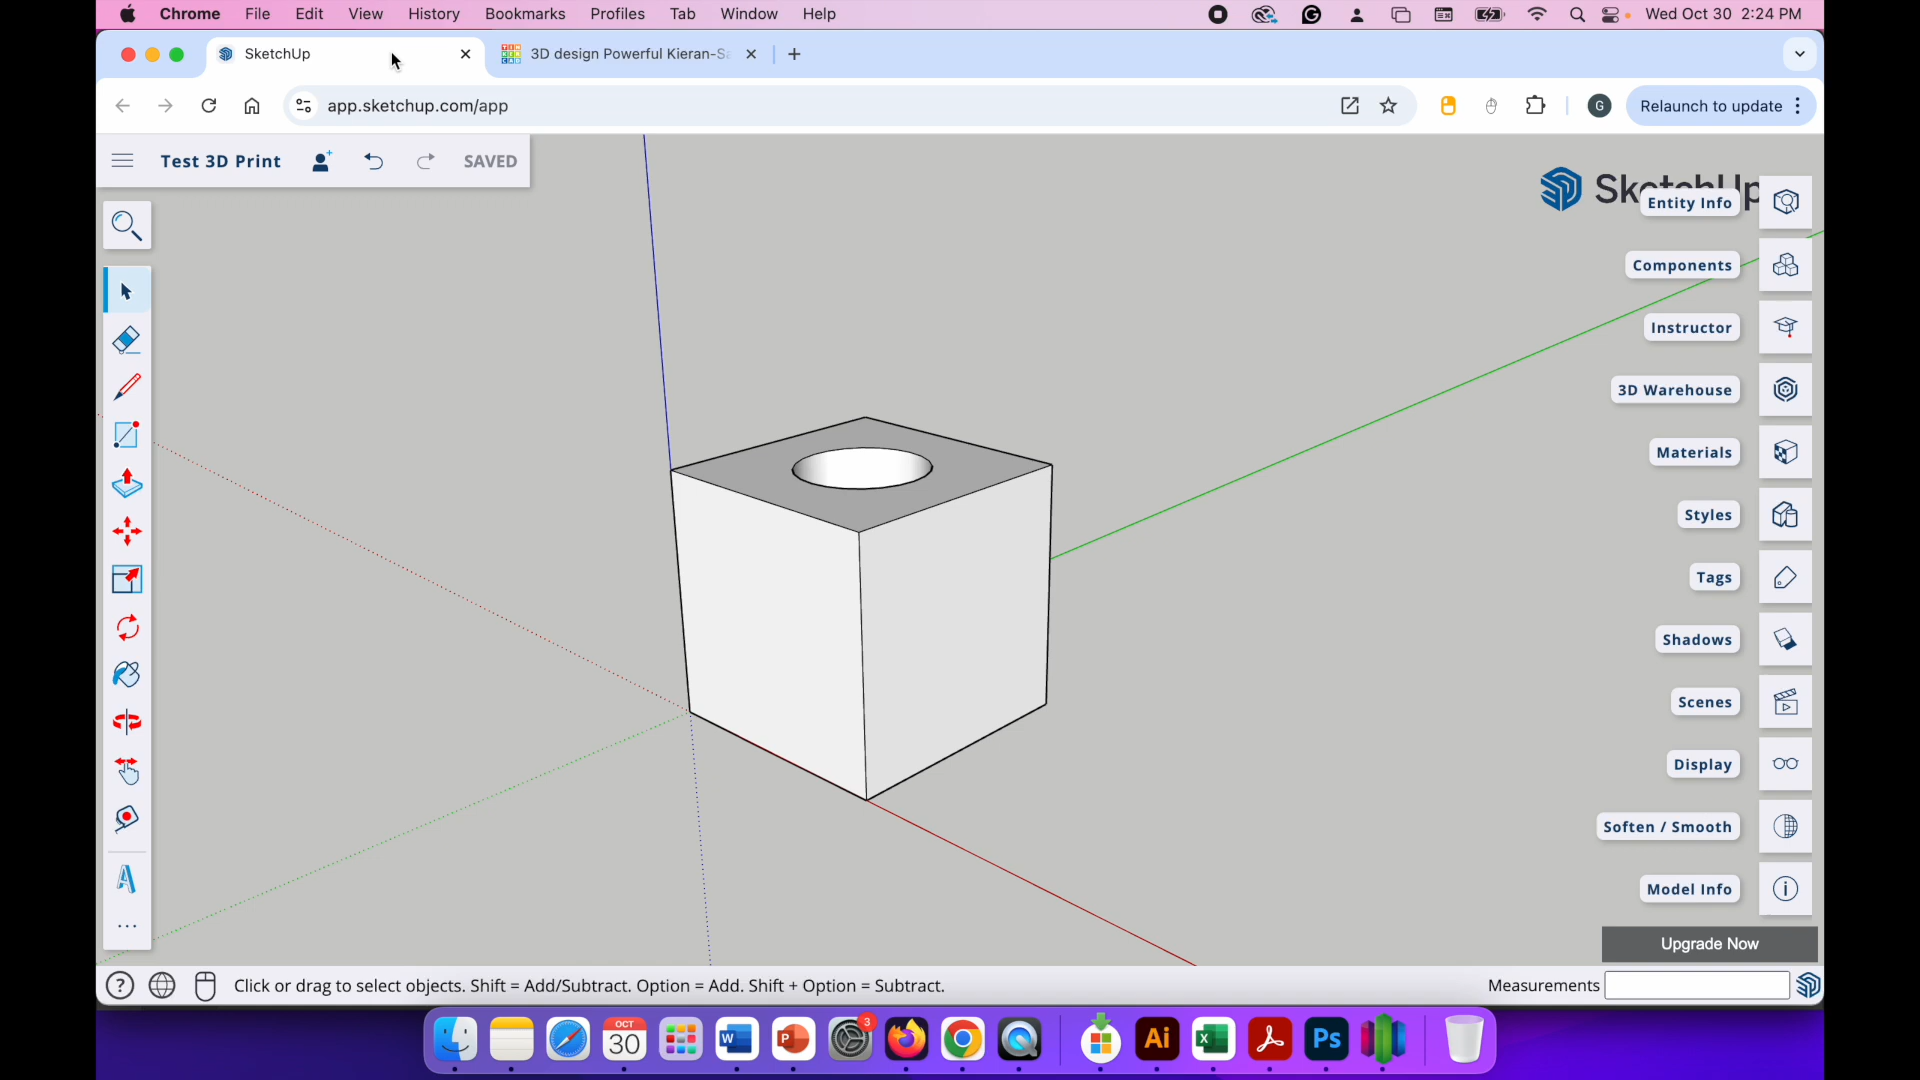 Chrome File Edit View History Bookmarks Profiles Tab Window Help
Wed Oct 30 2:24 PM
SketchUp
3D design Powerful Kieran-Sa
app.sketchup.com/app
G
Relaunch to update
Test 3D Print
SAVED
SketchUp
Entity Info
Components
Instructor
3D Warehouse
Materials
Styles
Tags
Shadows
Scenes
Display
Soften / Smooth
Model Info
Upgrade Now
Click or drag to select objects. Shift = Add/Subtract. Option = Add. Shift + Option = Subtract.
Measurements
OCT
30
W
P
3
Ai
X
Ps